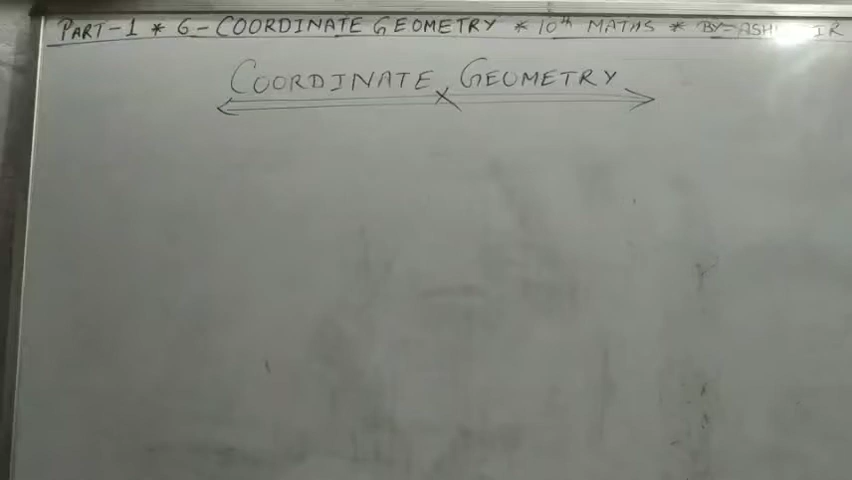 PART-1 * 6-COORDINATE GEOMETRY * 10th MATHS * BY-
COORDINATE GEOMETRY